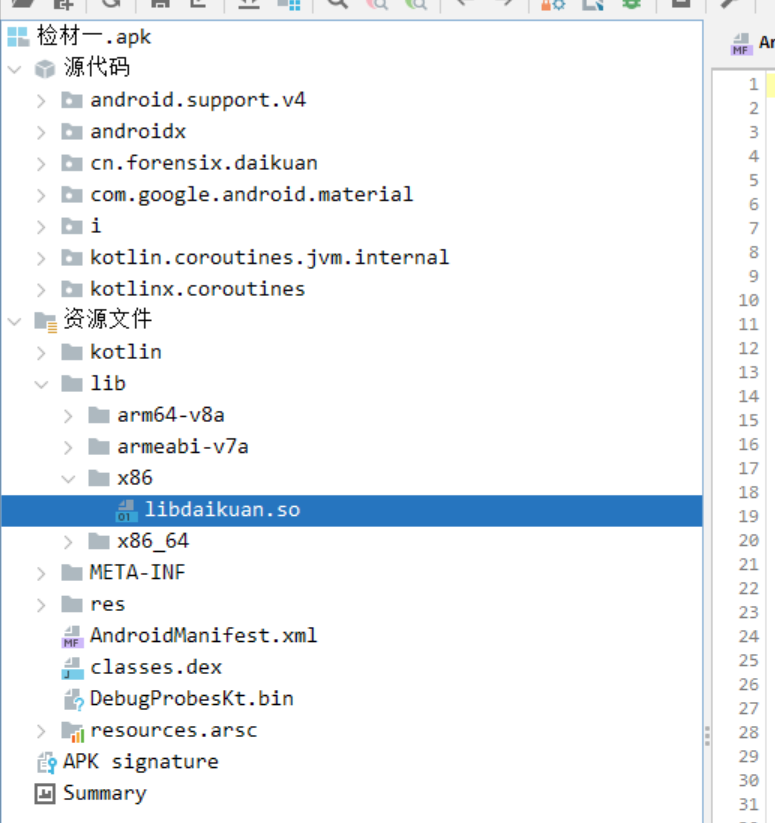 检材一.apk
源代码
android.support.v4
androidx
cn.forensix.daikuan
com.google.android.material
i
kotlin.coroutines.jvm.internal
kotlinx.coroutines
资源文件
kotlin
lib
arm64-v8a
armeabi-v7a
x86
01 libdaikuan.so
x86_64
META-INF
res
MF AndroidManifest.xml
J classes.dex
? DebugProbesKt.bin
resources.arsc
APK signature
Summary
MF
1
2
3
4
5
6
7
8
9
10
11
12
13
14
15
16
17
18
19
20
21
22
23
24
25
26
27
28
29
30
31